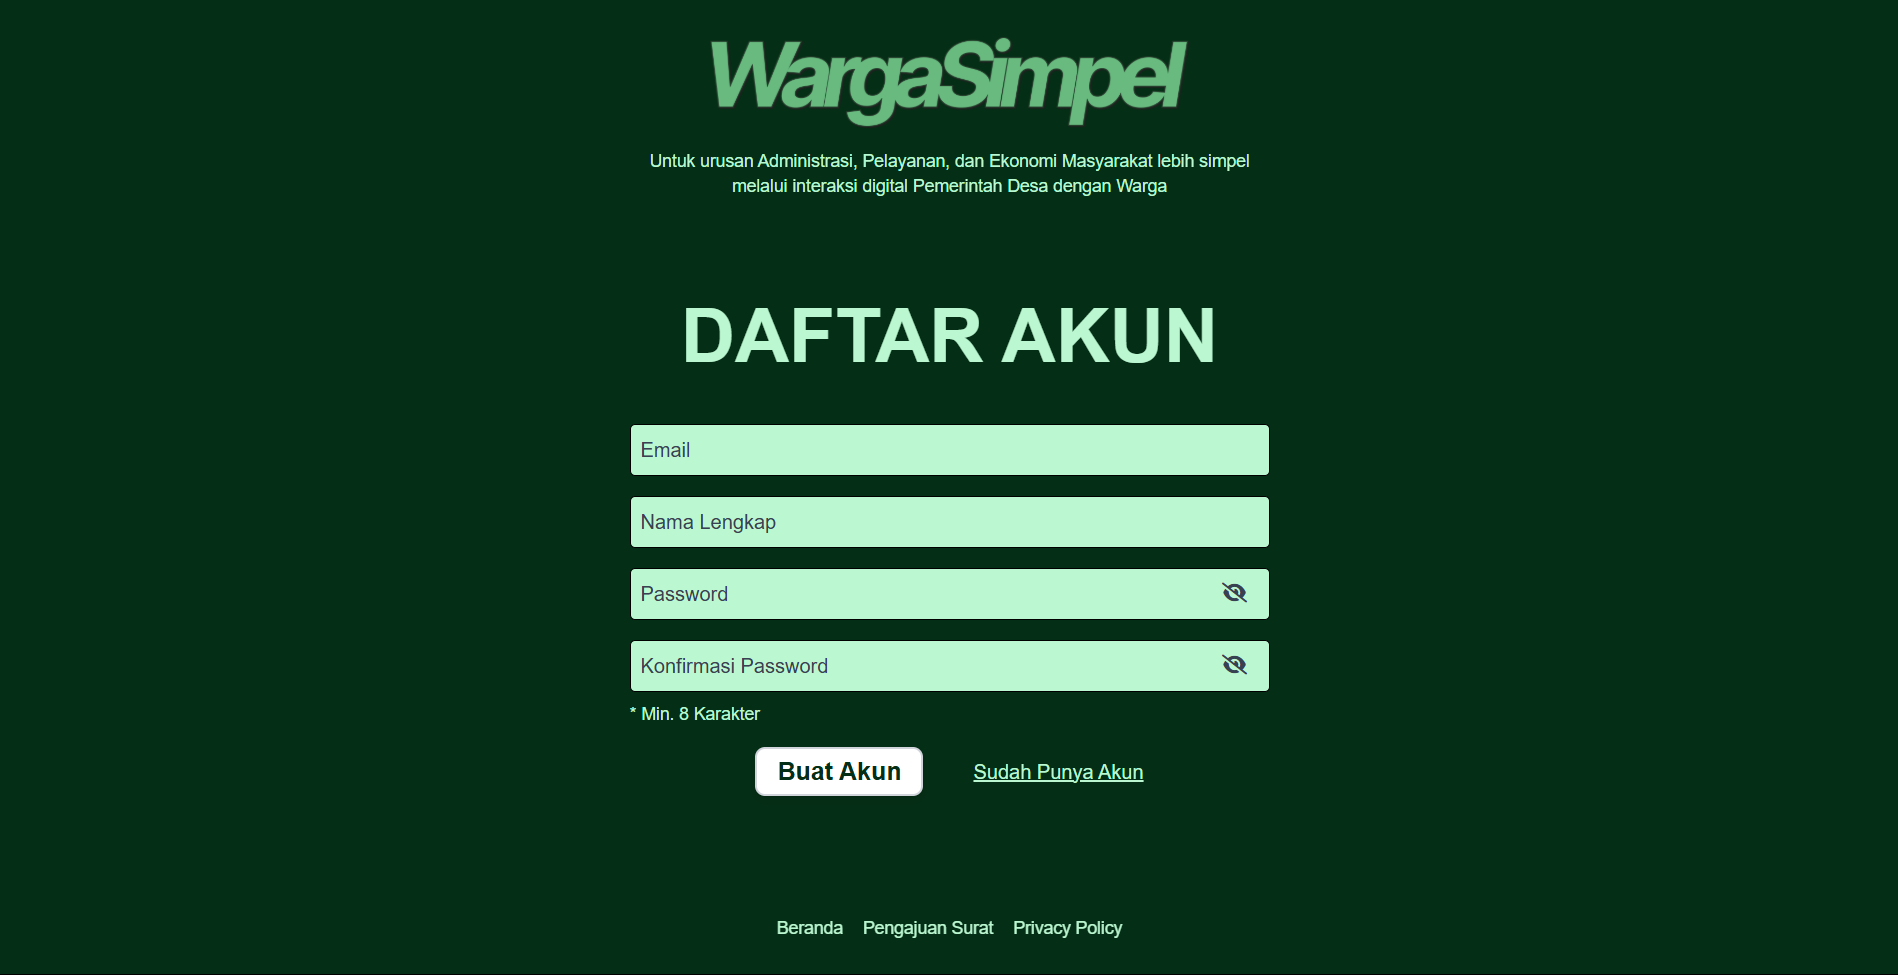 WargaSimpel
Untuk urusan Administrasi, Pelayanan, dan Ekonomi Masyarakat lebih simpel
melalui interaksi digital Pemerintah Desa dengan Warga
DAFTAR AKUN
Email
Nama Lengkap
Password
Konfirmasi Password
* Min. 8 Karakter
Buat Akun Sudah Punya Akun
Beranda Pengajuan Surat Privacy Policy